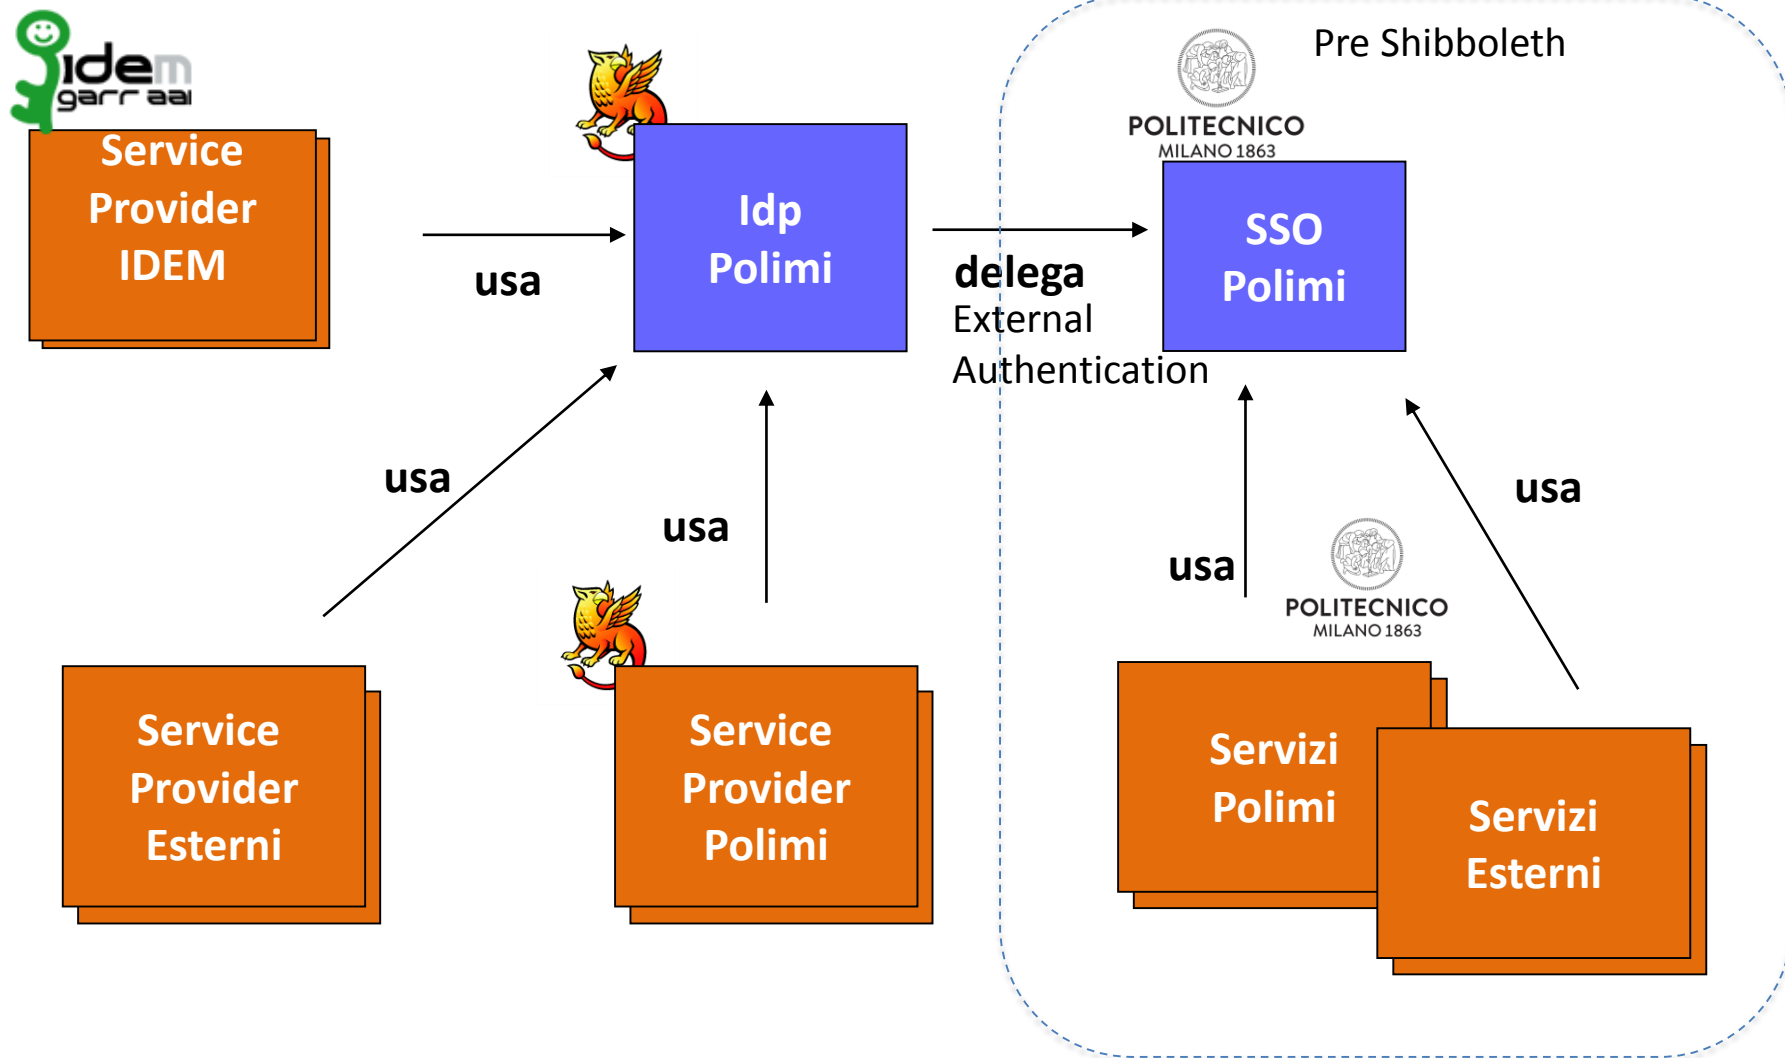 idem
garr aai
Service
Provider
IDEM
usa
Idp
Polimi
delega
External
Authentication
Pre Shibboleth
POLITECNICO
MILANO 1863
SSO
Polimi
usa
usa
usa
usa
POLITECNICO
MILANO 1863
Service
Provider
Esterni
Service
Provider
Polimi
Servizi
Polimi
Servizi
Esterni